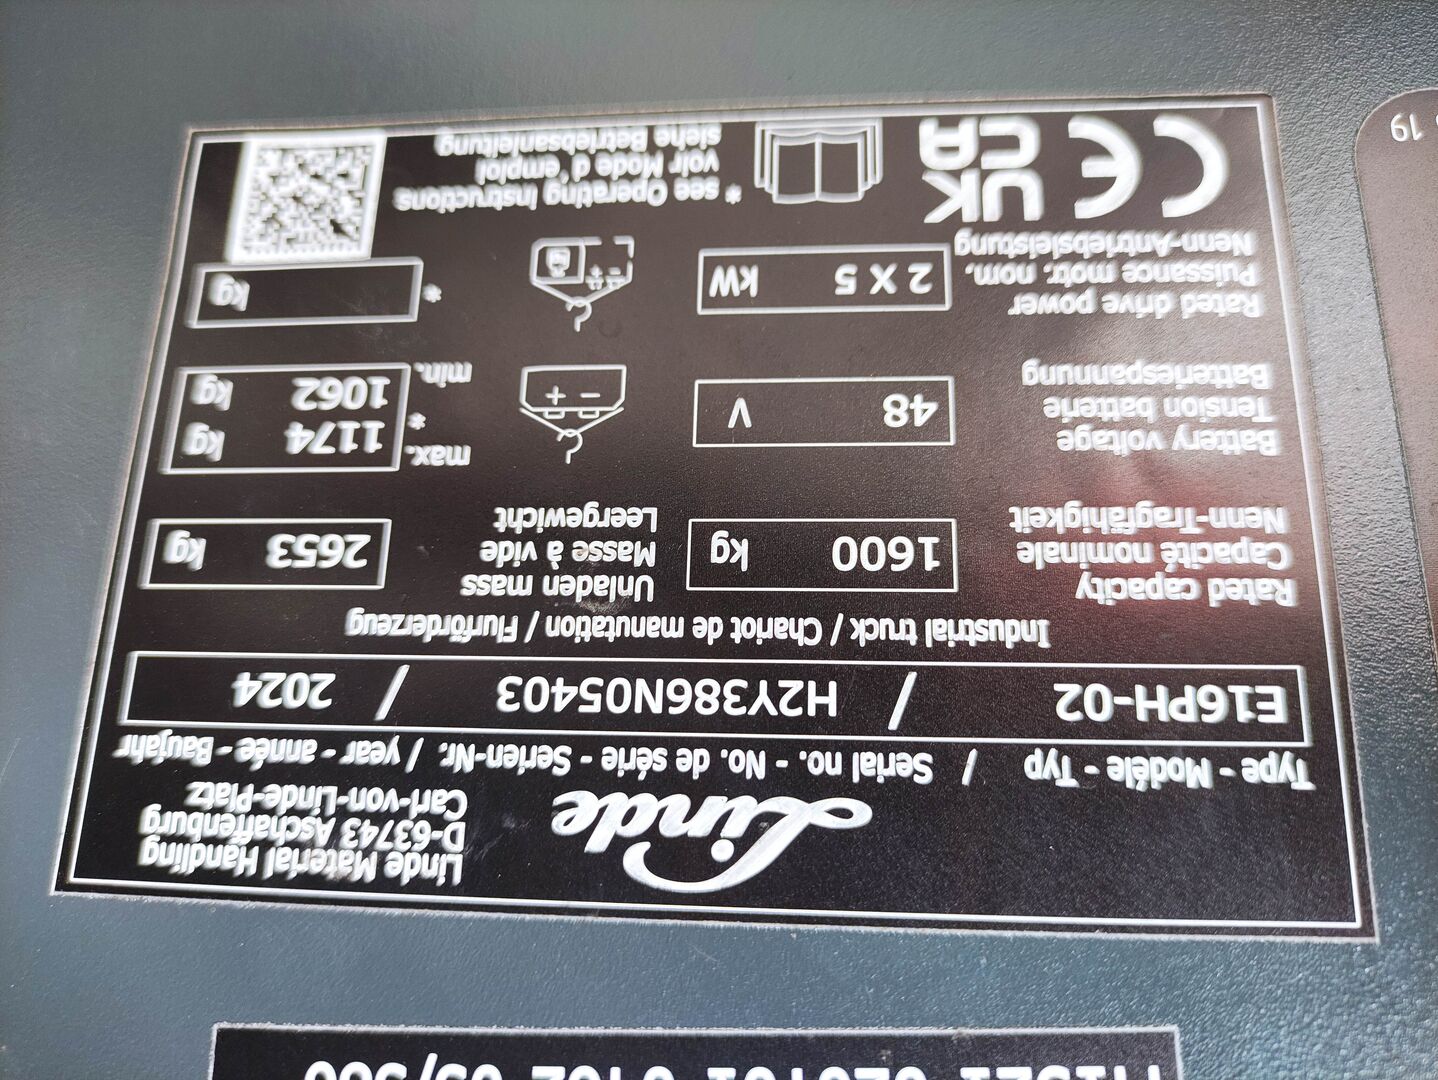 Linde
Linde Material Handling
D-63743 Aschaffenburg
Carl-von-Linde-Platz
Type - Modéle - Typ / Serial no. - No. de série - Serien-Nr. / year - année - Baujahr
E16PH-02 / H2Y386N05403 / 2024
Industrial truck / Chariot de manutation / Flurförderzeug
Rated capacity
Capacité nominale
Nenn-Tragfähigkeit
1600 kg
Unladen mass
Masse à vide
Leergewicht
2653 kg
Battery voltage
Tension batterie
Batteriespannung
48 V
max. * 1174 kg
min. 1062 kg
Rated drive power
Puissance motr. nom.
Nenn-Antriebsleistung
2 X 5 kW
* kg
CE UKCA
* see Operating Instructions
voir Mode d'emploi
siehe Betriebsanleitung
19